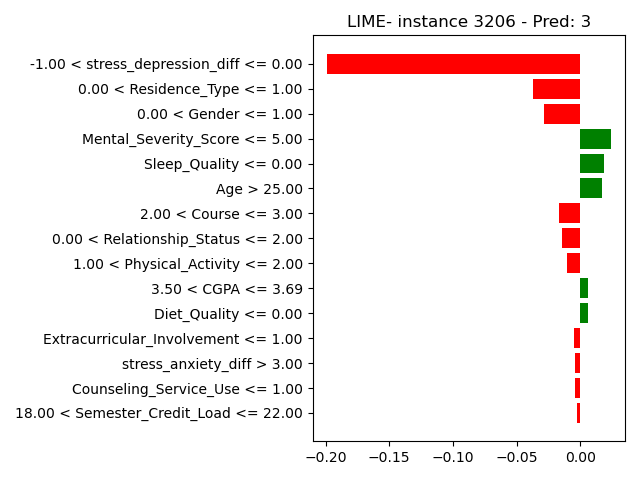 LIME- instance 3206 - Pred: 3
-1.00 < stress_depression_diff <= 0.00
0.00 < Residence_Type <= 1.00
0.00 < Gender <= 1.00
Mental_Severity_Score <= 5.00
Sleep_Quality <= 0.00
Age > 25.00
2.00 < Course <= 3.00
0.00 < Relationship_Status <= 2.00
1.00 < Physical_Activity <= 2.00
3.50 < CGPA <= 3.69
Diet_Quality <= 0.00
Extracurricular_Involvement <= 1.00
stress_anxiety_diff > 3.00
Counseling_Service_Use <= 1.00
18.00 < Semester_Credit_Load <= 22.00
−0.20 −0.15 −0.10 −0.05 0.00